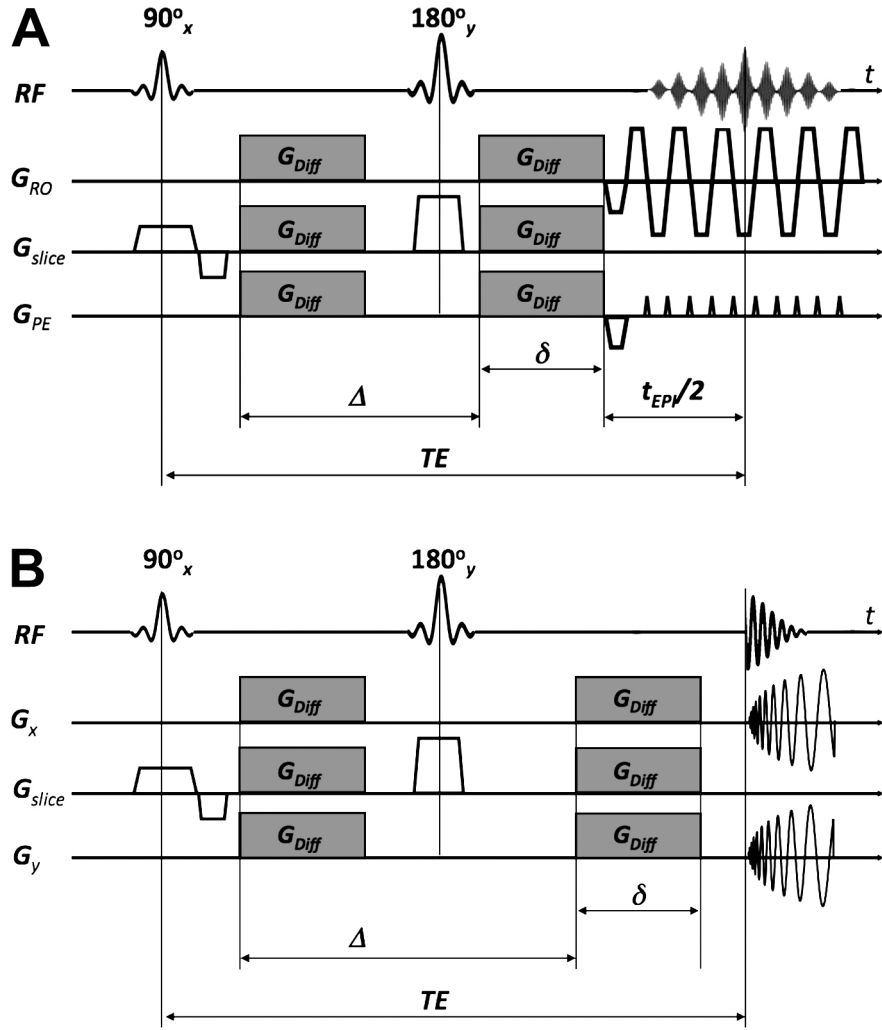 A
90°x 180°y
RF t
GRO GDiff GDiff
Gslice GDiff GDiff
GPE GDiff GDiff
δ
Δ tEPI/2
TE
B
90°x 180°y
RF t
Gx GDiff GDiff
Gslice GDiff GDiff
Gy GDiff GDiff
δ
Δ
TE